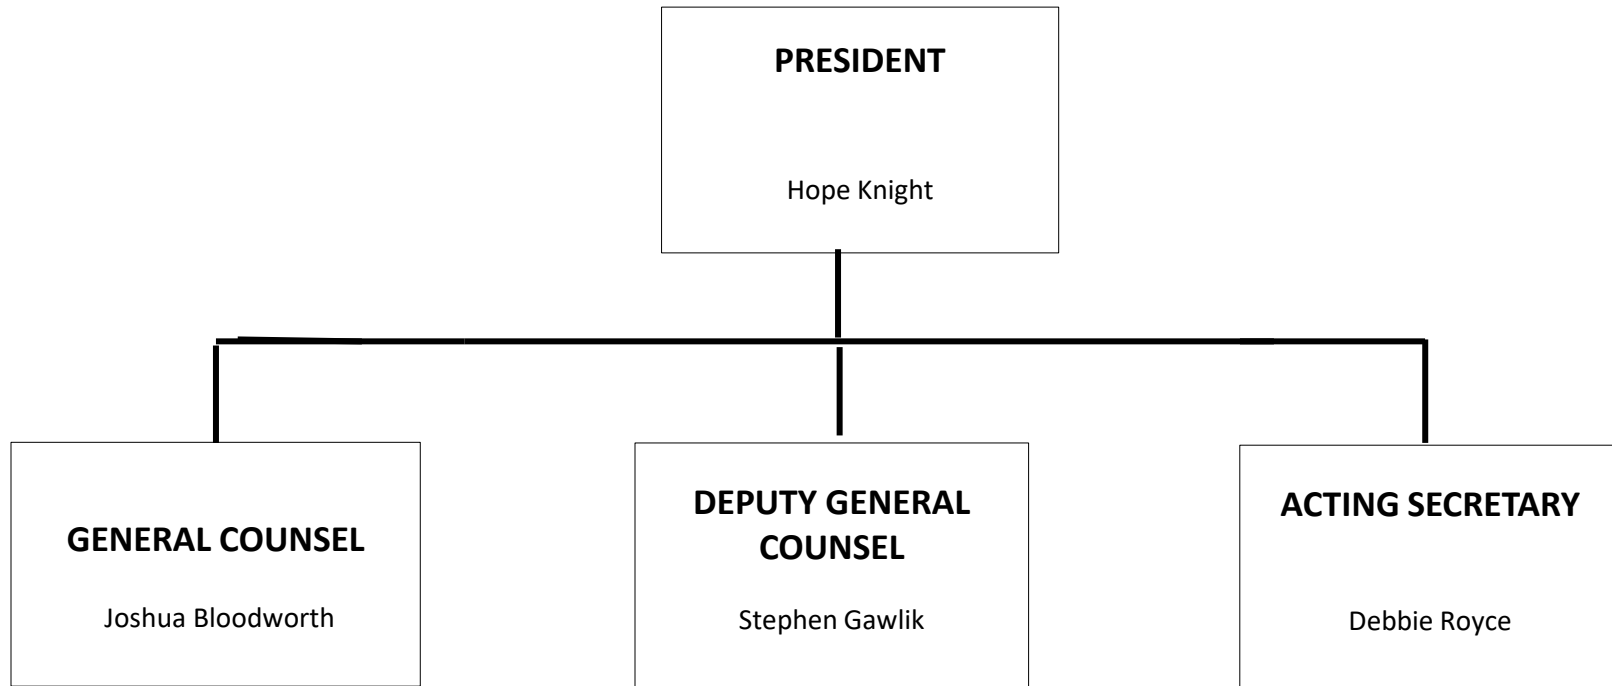 PRESIDENT
Hope Knight
GENERAL COUNSEL
Joshua Bloodworth
DEPUTY GENERAL
COUNSEL
Stephen Gawlik
ACTING SECRETARY
Debbie Royce